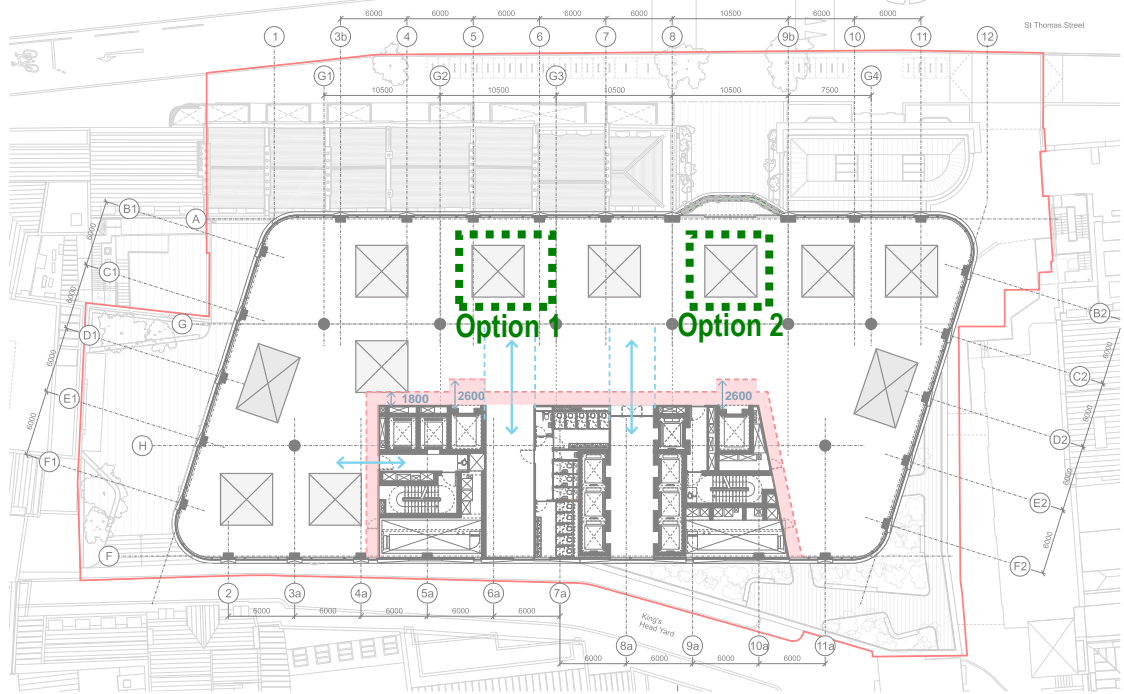 6000 6000 6000 6000 10500 10500 6000
St Thomas Street
1 3b 4 5 6 7 8 9b 10 11 12
G1 G2 G3 G4
10500 10500 10500 10500 7500
B1
A
6000
C1
6000
G
D1
Option 1
Option 2
B2
6000
6000
E1
1800
2600
2600
C2
6000
6000
F1
H
D2
6000
E2
6000
F
F2
2 3a 4a 5a 6a 7a
6000 6000 6000 6000 6000
King's
Head Yard
8a 9a 10a 11a
6000 6000 6000 6000